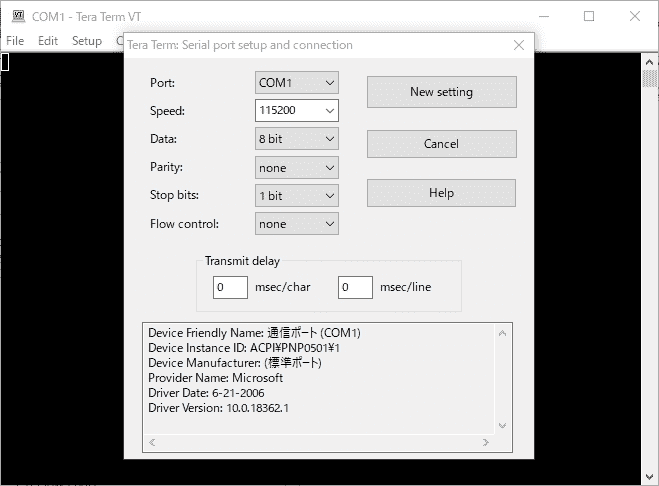 COM1 - Tera Term VT
File Edit Setup C
Tera Term: Serial port setup and connection
Port: COM1
New setting
Speed: 115200
Data: 8 bit
Cancel
Parity: none
Stop bits: 1 bit
Help
Flow control: none
Transmit delay
0 msec/char 0 msec/line
Device Friendly Name: 通信ポート (COM1)
Device Instance ID: ACPI¥PNP0501¥1
Device Manufacturer: (標準ポート)
Provider Name: Microsoft
Driver Date: 6-21-2006
Driver Version: 10.0.18362.1